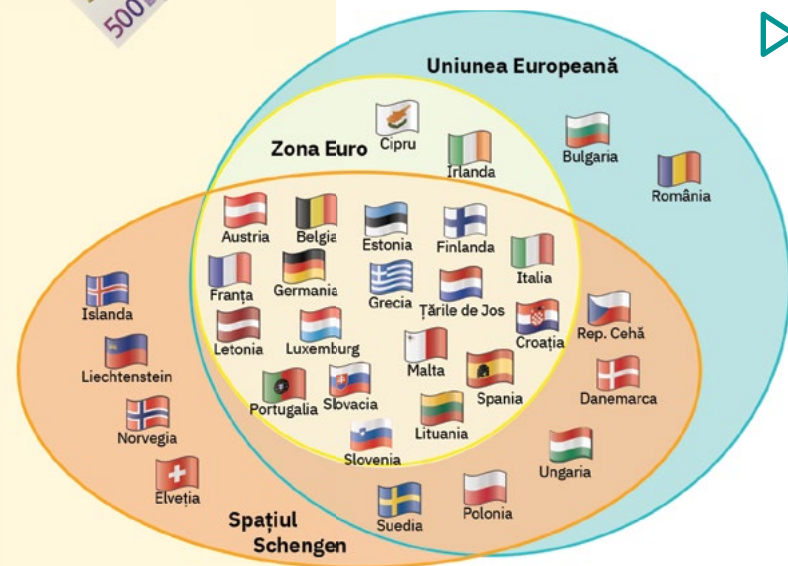 500
Uniunea Europeană
Zona Euro
Cipru
Irlanda
Bulgaria
România
Austria
Belgia
Estonia
Finlanda
Italia
Franța
Germania
Grecia
Țările de Jos
Croația
Rep. Cehă
Islanda
Letonia
Luxemburg
Malta
Spania
Danemarca
Liechtenstein
Portugalia
Slovacia
Lituania
Norvegia
Slovenia
Ungaria
Elveția
Suedia
Polonia
Spațiul
Schengen